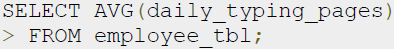 SELECT AVG(daily_typing_pages)
> FROM employee_tbl;